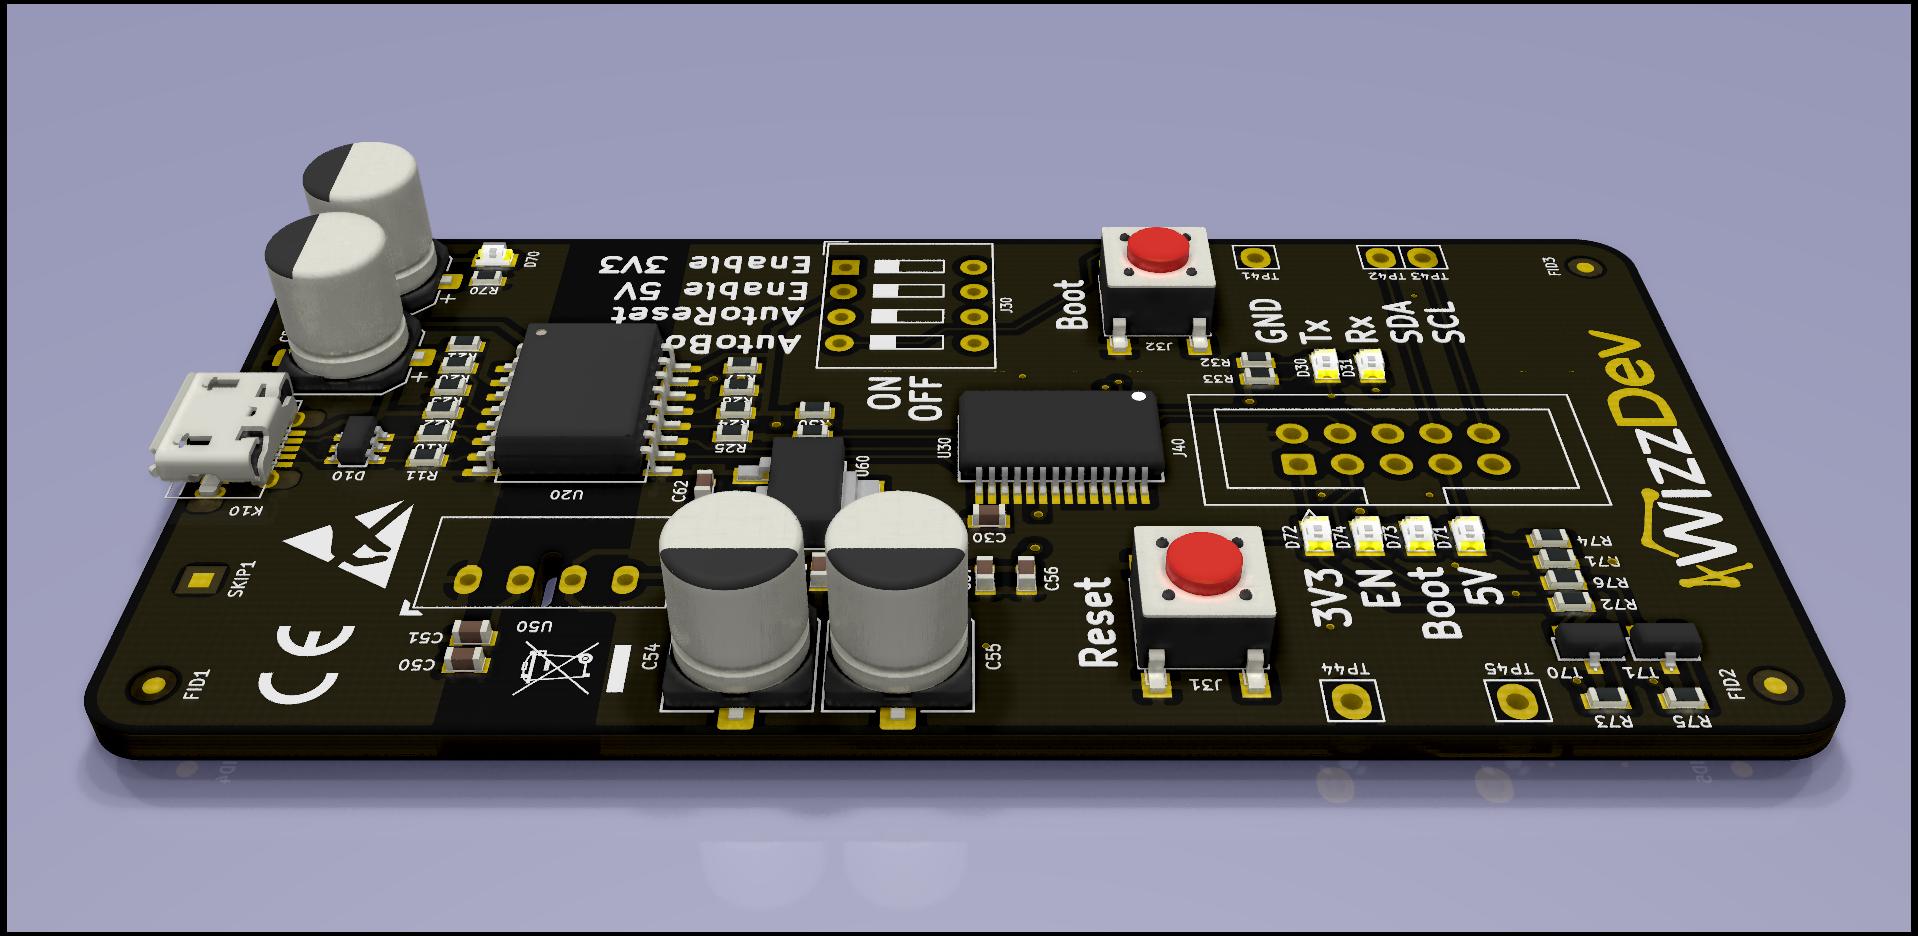 D70
R70
Enable 3V3
Enable 5V
AutoReset
AutoBo
J30
ON
OFF
Boot
J32
TP41
TP42
TP43
FID3
GND
Tx
Rx
SDA
SCL
R32
R33
D30
D31
WizzDev
K10
D10
R11
U20
R25
C62
U60
U30
J40
C30
C56
SKIP1
CE
FID1
C51
C50
U50
C54
C55
Reset
J31
D72
D74
D73
D71
3V3
EN
Boot
5V
R74
R71
R76
R72
TP44
TP45
T70
T71
R73
R75
FID2